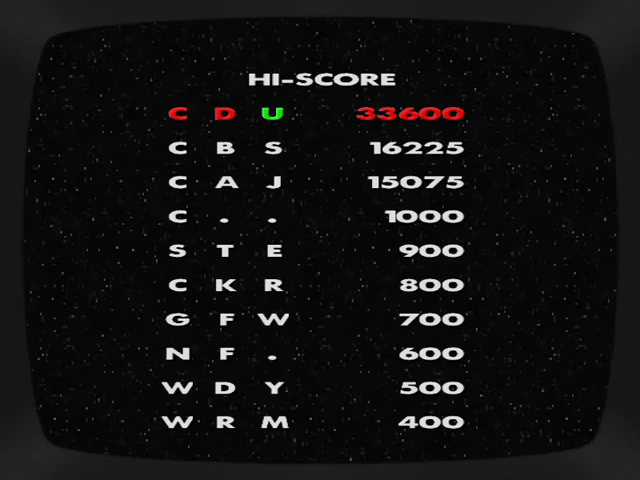 HI-SCORE
C D U 33600
C B S 16225
C A J 15075
C . . 1000
S T E 900
C K R 800
G F W 700
N F . 600
W D Y 500
W R M 400